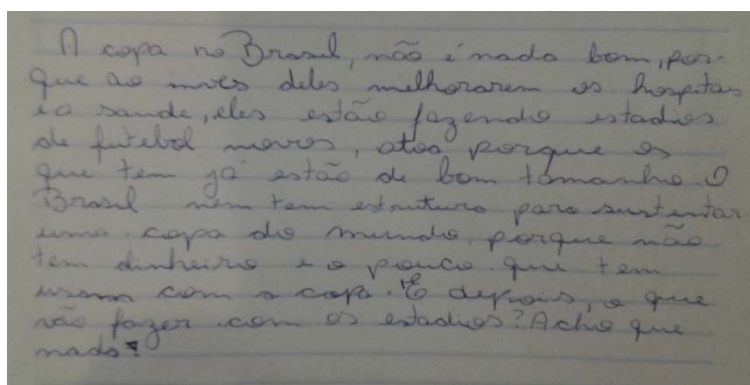 A copa no Brasil, não é nada bom, por-
que ao invés deles melhorarem os hospitais
e a saude, eles estão fazendo estadios
de futebol novos, atoa porque os
que tem já estão de bom tamanho. O
Brasil nem tem estrutura para sustentar
uma copa do mundo, porque não
tem dinheiro e o pouco que tem
usam com a copa. E depois, o que
vão fazer com os estadios? Acho que
nada!